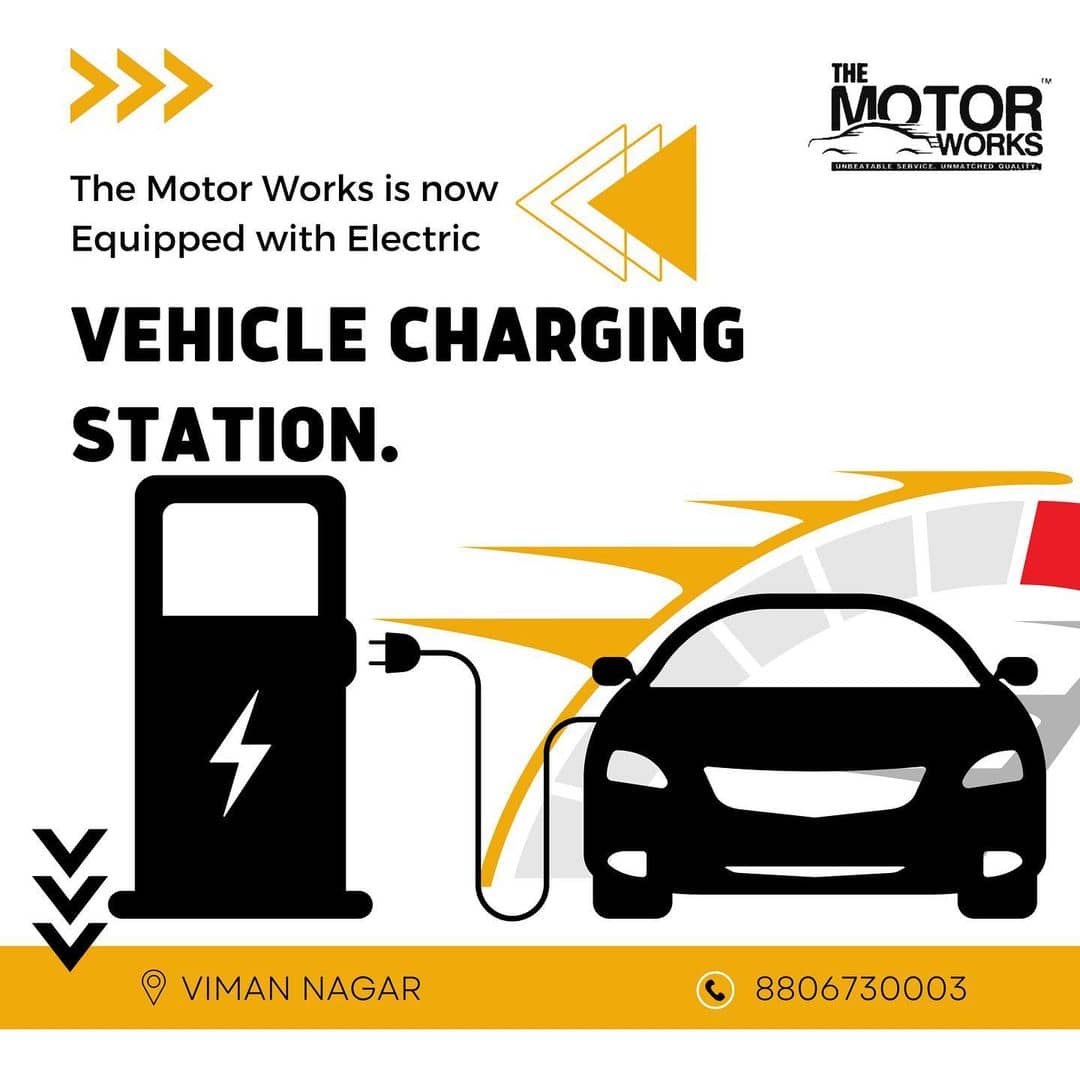 THE
MOTOR
WORKS
™
UNBEATABLE SERVICE. UNMATCHED QUALITY.
The Motor Works is now
Equipped with Electric
VEHICLE CHARGING
STATION.
VIMAN NAGAR
8806730003